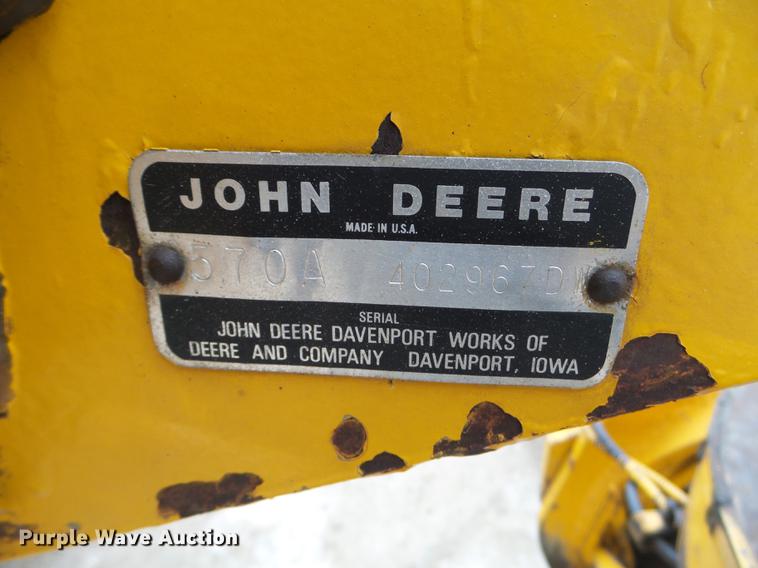 JOHN DEERE
MADE IN U.S.A.
570A 402967DW
SERIAL
JOHN DEERE DAVENPORT WORKS OF
DEERE AND COMPANY DAVENPORT, IOWA
Purple Wave Auction